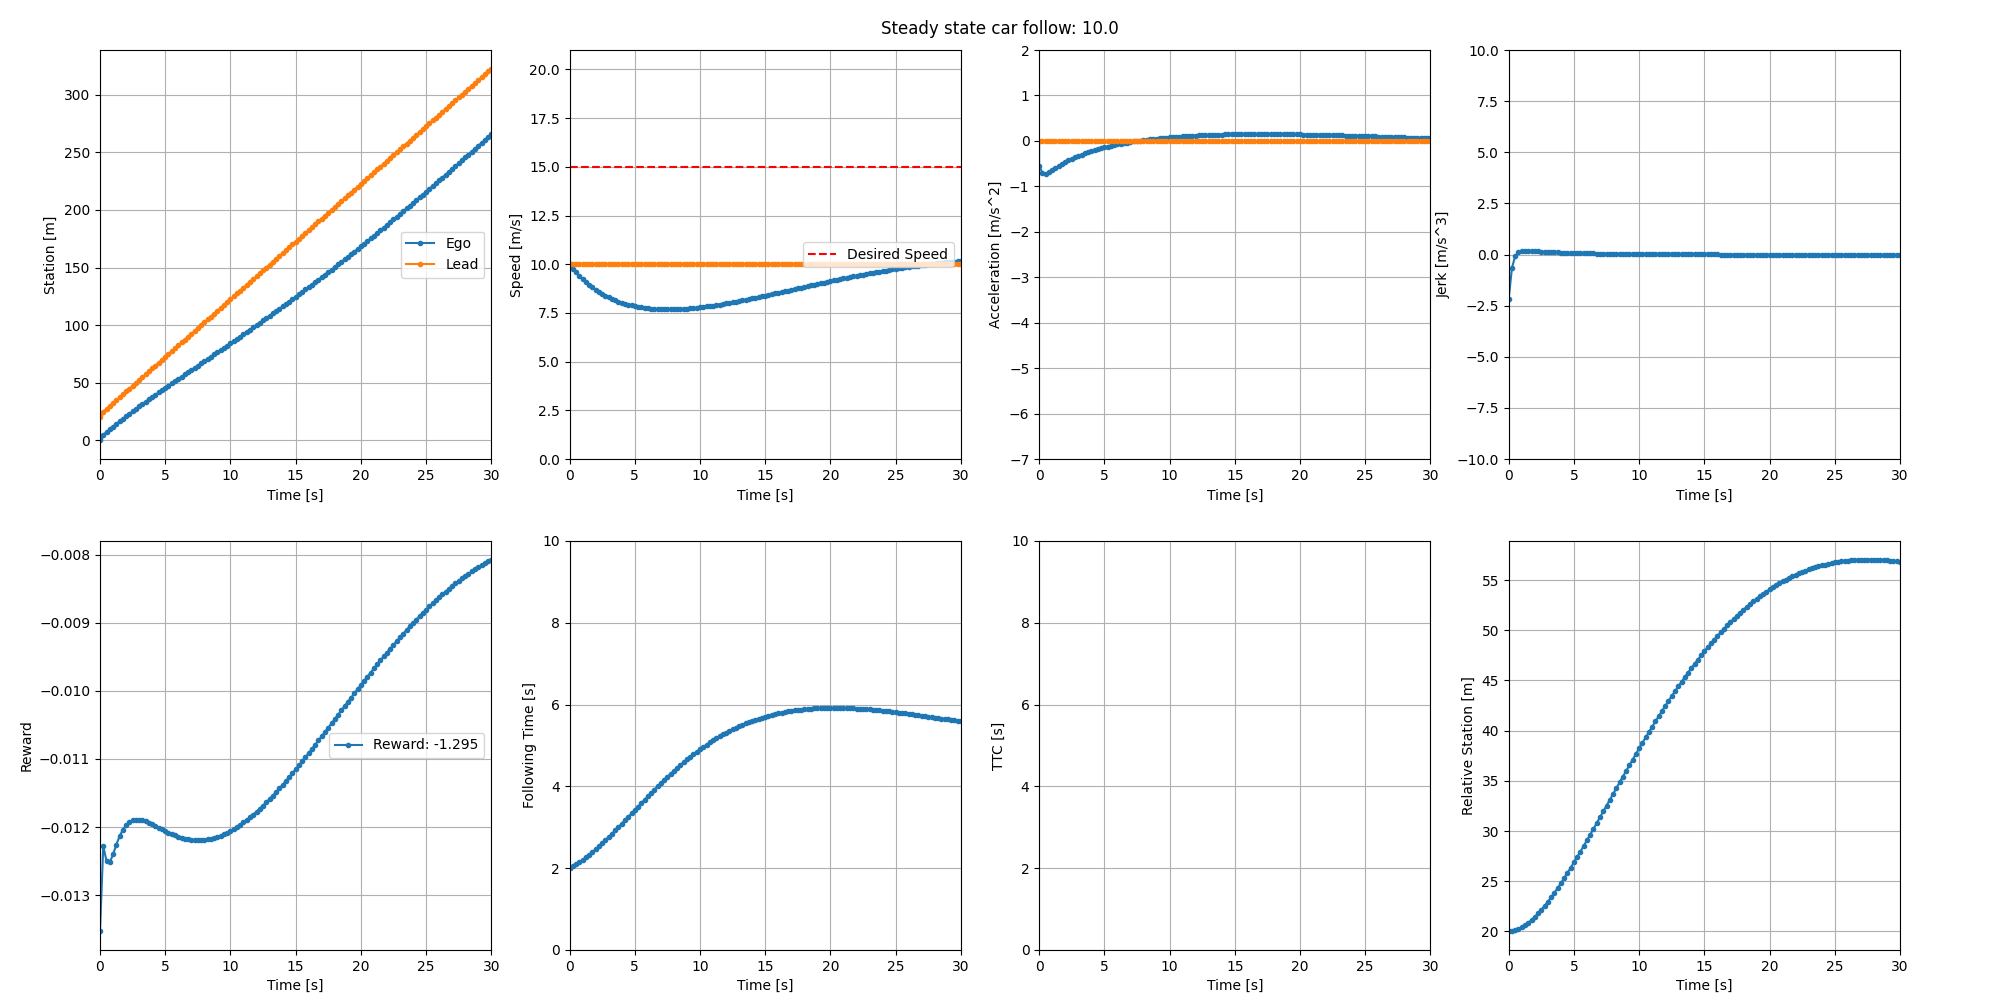 Steady state car follow: 10.0
Station [m]
300
250
200
150
100
50
0
Ego
Lead
0 5 10 15 20 25 30
Time [s]
Speed [m/s]
20.0
17.5
15.0
12.5
10.0
7.5
5.0
2.5
0.0
Desired Speed
0 5 10 15 20 25 30
Time [s]
Acceleration [m/s^2]
2
1
0
−1
−2
−3
−4
−5
−6
−7
0 5 10 15 20 25 30
Time [s]
Jerk [m/s^3]
10.0
7.5
5.0
2.5
0.0
−2.5
−5.0
−7.5
−10.0
0 5 10 15 20 25 30
Time [s]
Reward
−0.008
−0.009
−0.010
−0.011
−0.012
−0.013
Reward: -1.295
0 5 10 15 20 25 30
Time [s]
Following Time [s]
10
8
6
4
2
0
0 5 10 15 20 25 30
Time [s]
TTC [s]
10
8
6
4
2
0
0 5 10 15 20 25 30
Time [s]
Relative Station [m]
55
50
45
40
35
30
25
20
0 5 10 15 20 25 30
Time [s]